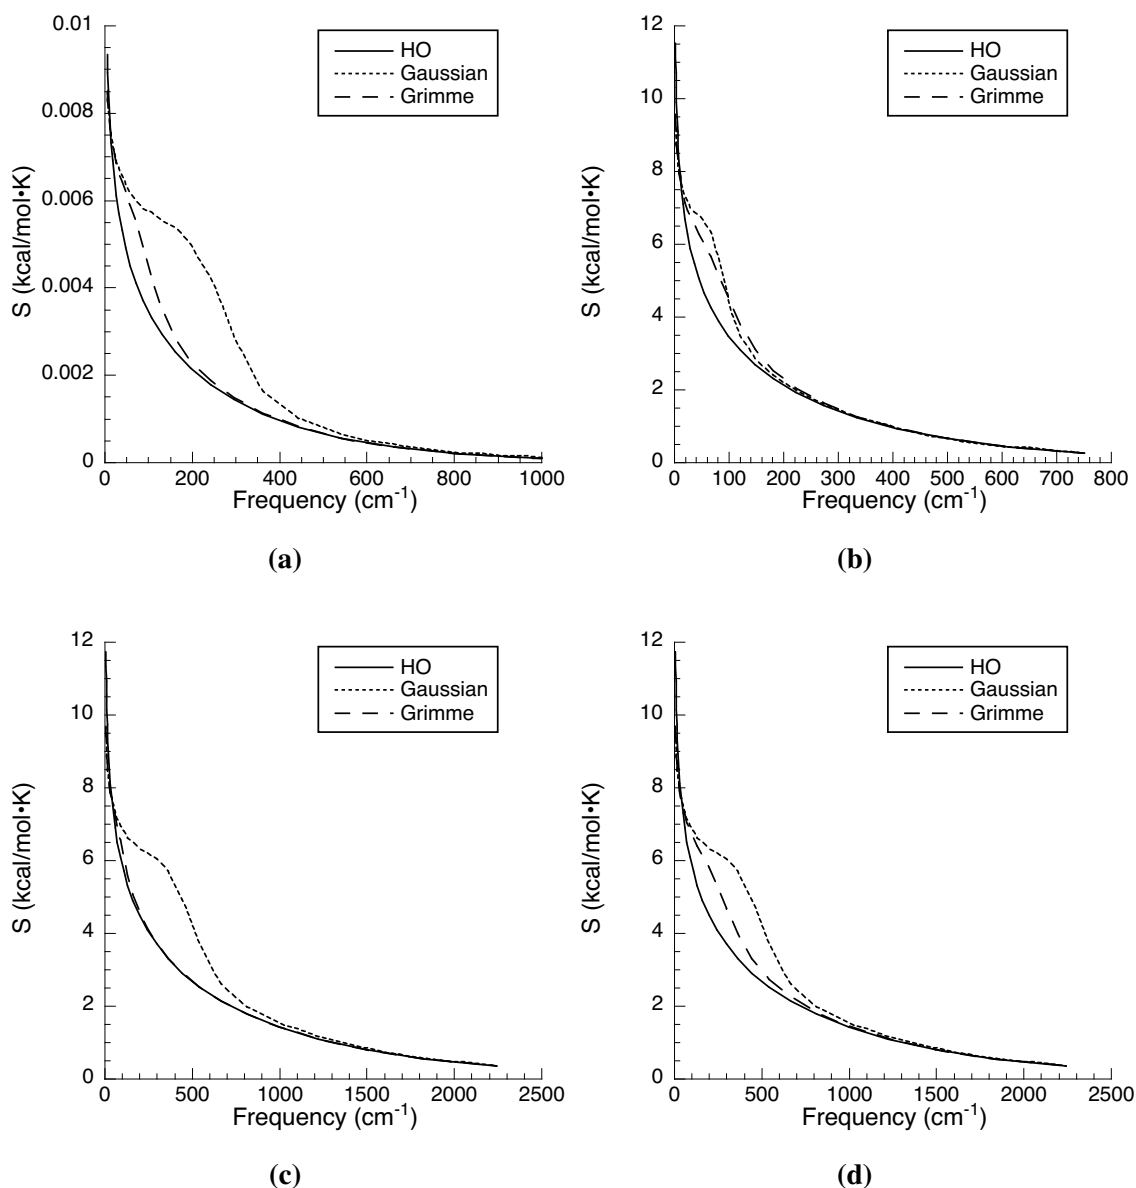 0.01
0.008
0.006
0.004
0.002
0
S (kcal/mol•K)
HO
Gaussian
Grimme
0 200 400 600 800 1000
Frequency (cm-1)
(a)
12
10
8
6
4
2
0
S (kcal/mol•K)
HO
Gaussian
Grimme
0 100 200 300 400 500 600 700 800
Frequency (cm-1)
(b)
12
10
8
6
4
2
0
S (kcal/mol•K)
HO
Gaussian
Grimme
0 500 1000 1500 2000 2500
Frequency (cm-1)
(c)
12
10
8
6
4
2
0
S (kcal/mol•K)
HO
Gaussian
Grimme
0 500 1000 1500 2000 2500
Frequency (cm-1)
(d)